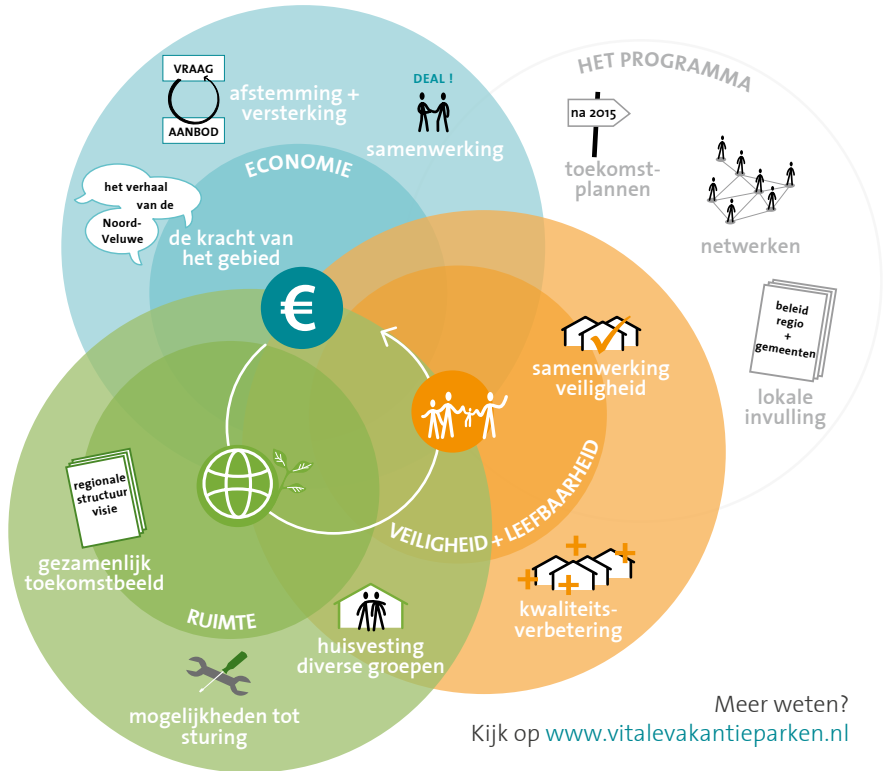 VRAAG
AANBOD
afstemming +
versterking
DEAL !
samenwerking
HET PROGRAMMA
na 2015
toekomst-
plannen
netwerken
ECONOMIE
het verhaal
van de
Noord-
Veluwe
de kracht van
het gebied
€
beleid
regio
+
gemeenten
lokale
invulling
samenwerking
veiligheid
VEILIGHEID + LEEFBAARHEID
regionale
structuur
visie
gezamenlijk
toekomstbeeld
kwaliteits-
verbetering
RUIMTE
huisvesting
diverse groepen
mogelijkheden tot
sturing
Meer weten?
Kijk op www.vitalevakantieparken.nl